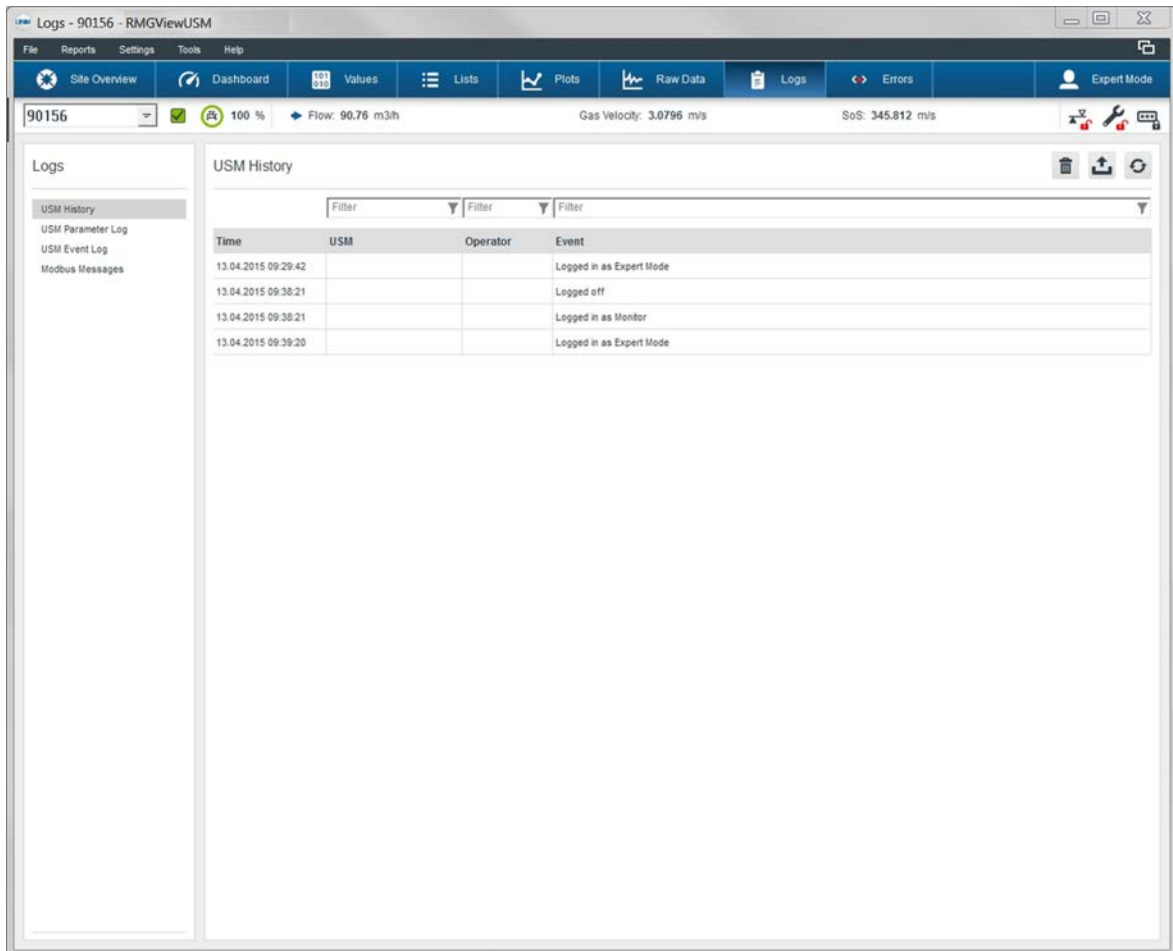 Logs - 90156 - RMGViewUSM
File Reports Settings Tools Help
Site Overview Dashboard 101 010 Values Lists Plots Raw Data Logs Errors Expert Mode
90156 100 % Flow: 90.76 m3/h Gas Velocity: 3.0796 m/s SoS: 345.812 m/s
Logs
USM History
USM Parameter Log
USM Event Log
Modbus Messages
USM History
Filter Filter Filter
Time USM Operator Event
13.04.2015 09:29:42 Logged in as Expert Mode
13.04.2015 09:38:21 Logged off
13.04.2015 09:38:21 Logged in as Monitor
13.04.2015 09:39:20 Logged in as Expert Mode